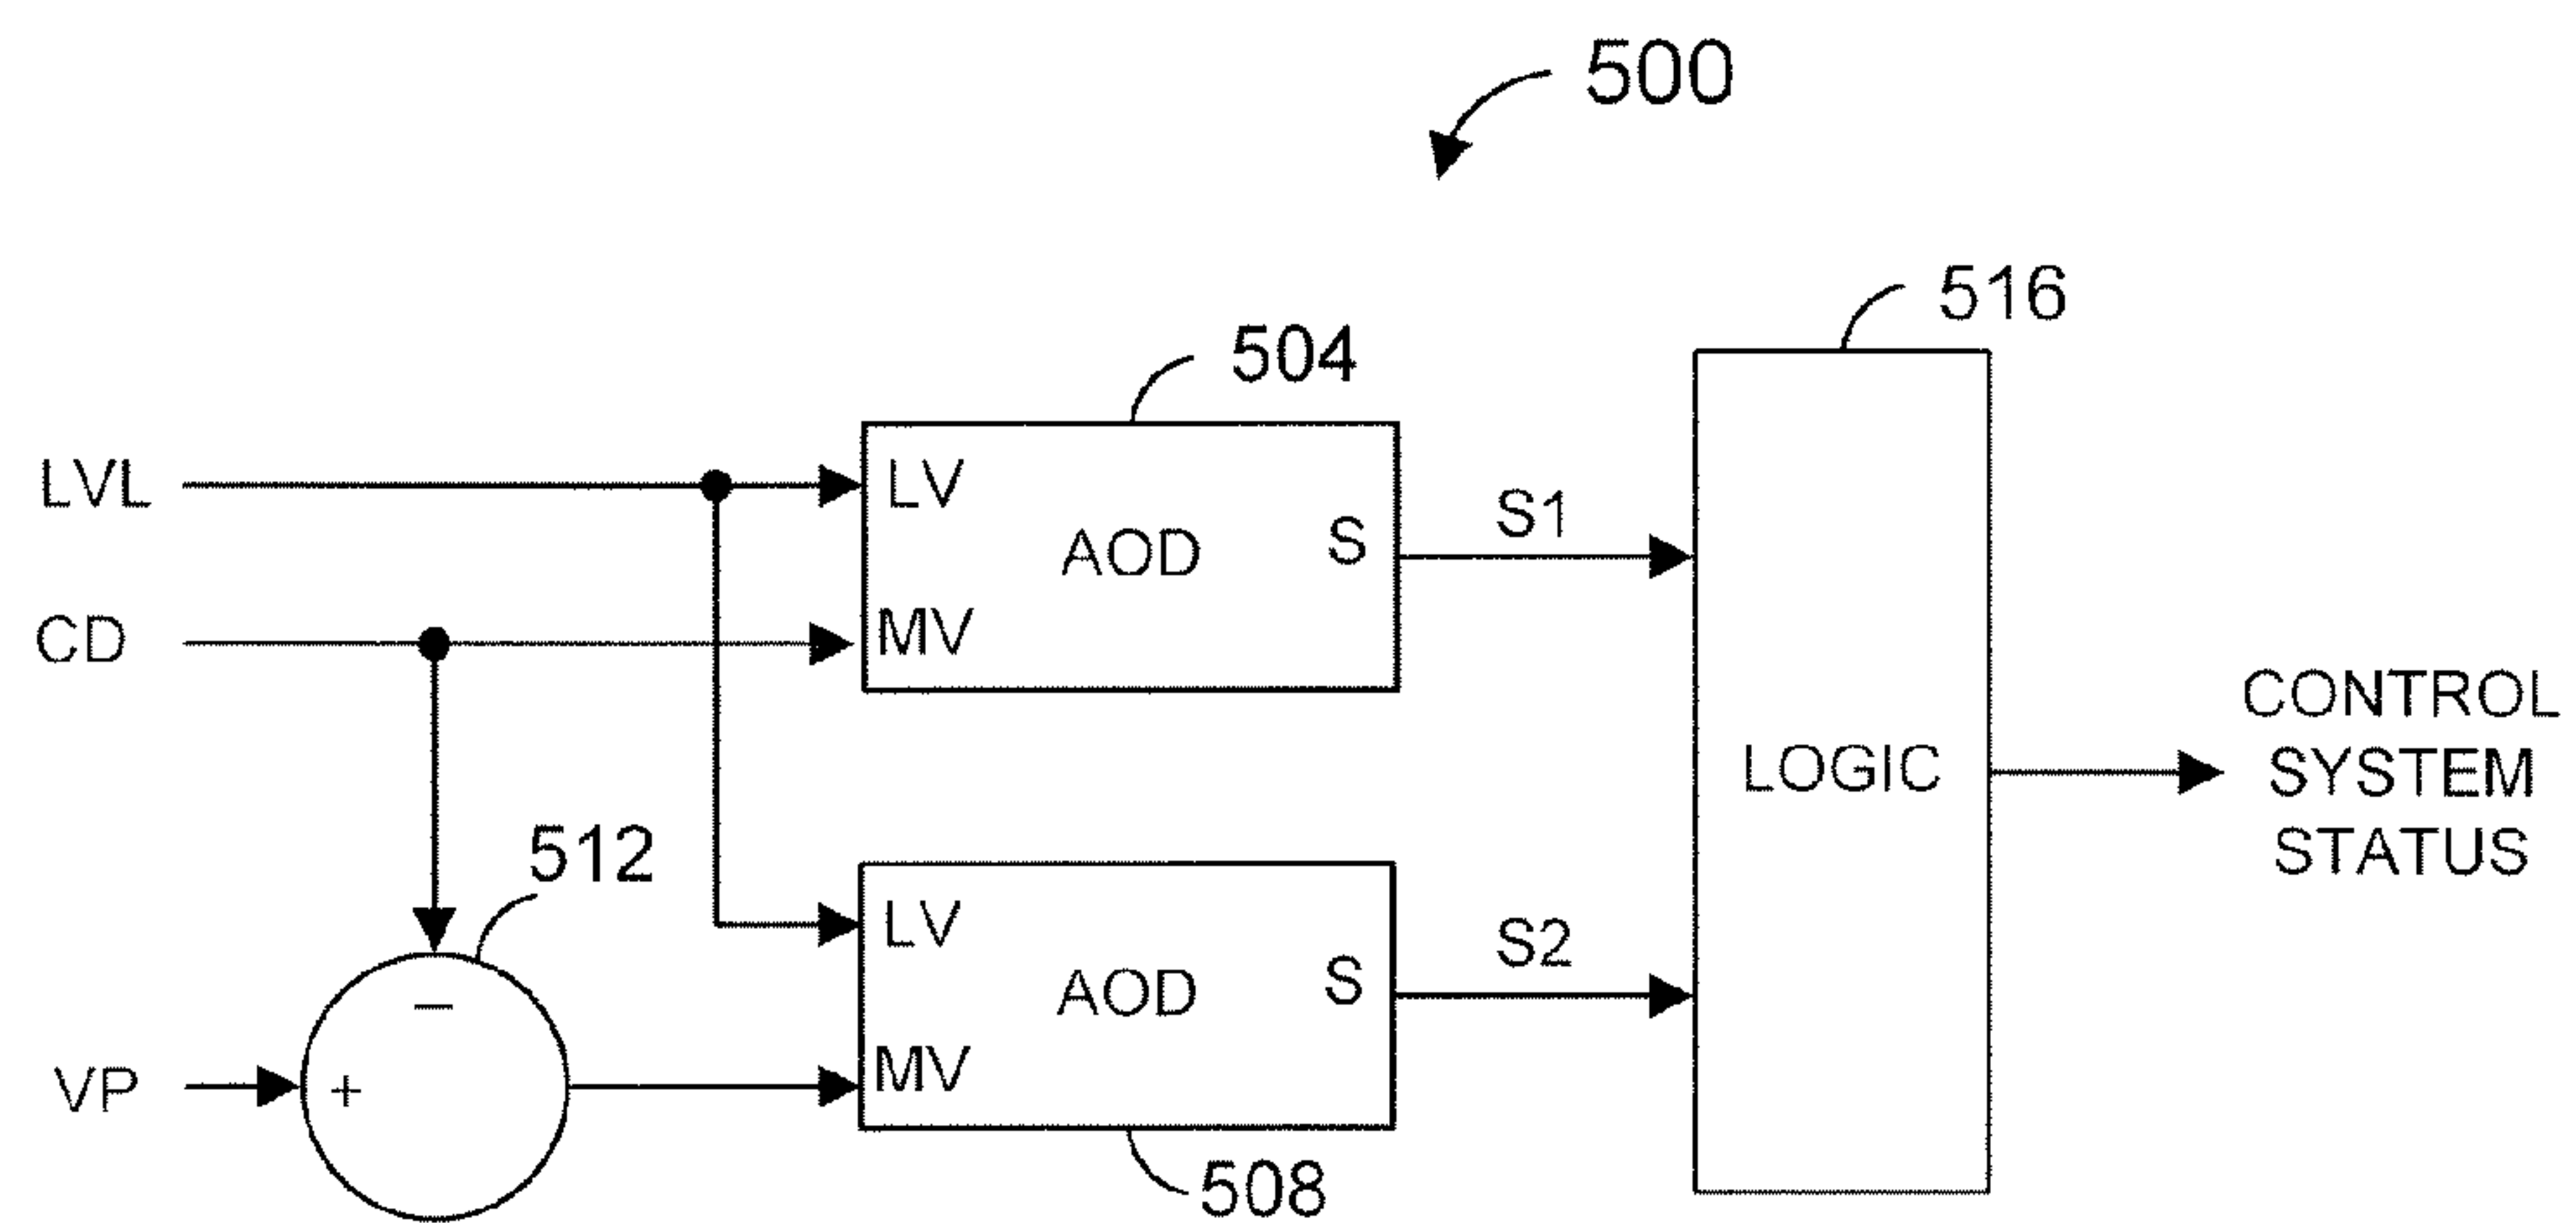 500
516
504
LVL
LV
AOD
S
S1
CD
MV
LOGIC
CONTROL
SYSTEM
STATUS
512
LV
AOD
S
S2
VP
−
+
MV
508